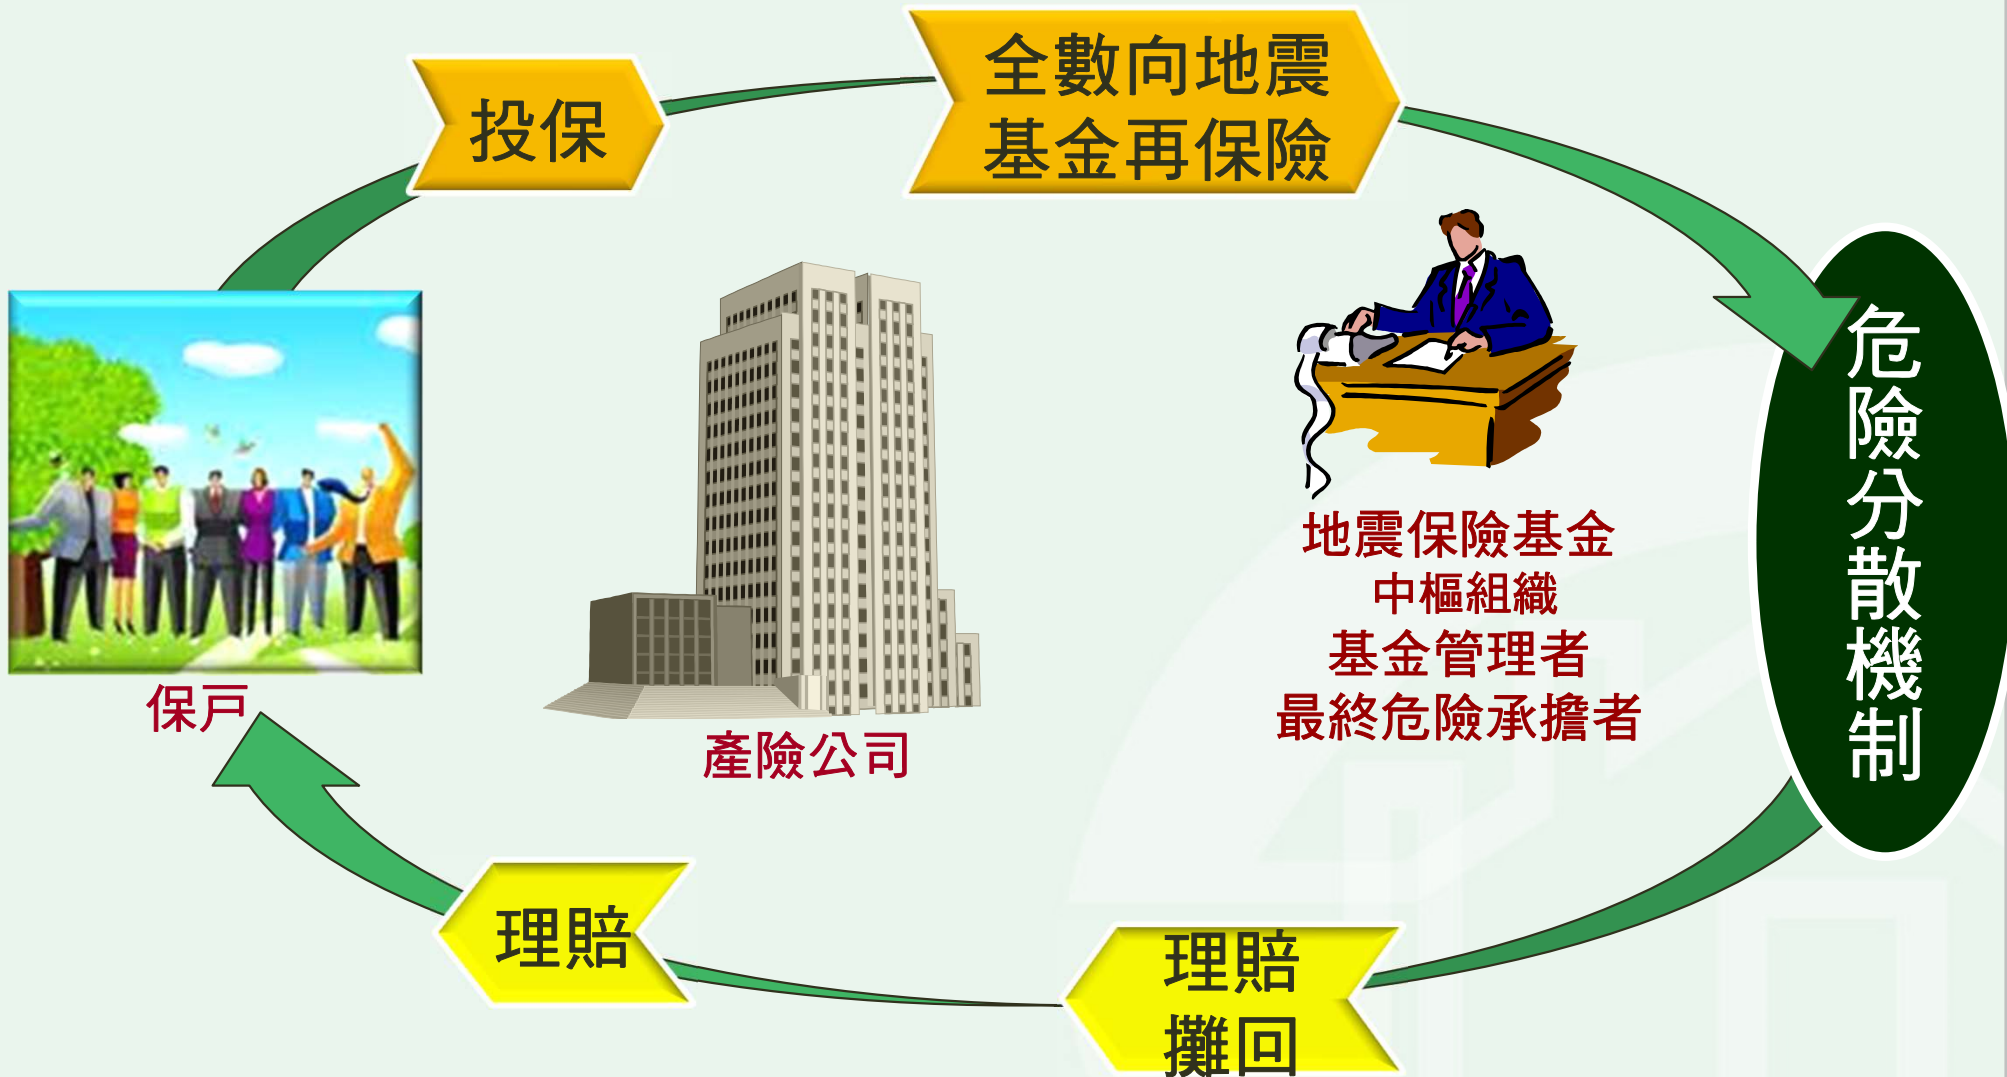 投保
全數向地震
基金再保險
危險分散機制
地震保險基金
中樞組織
基金管理者
最終危險承擔者
保戶
產險公司
理賠
理賠
攤回